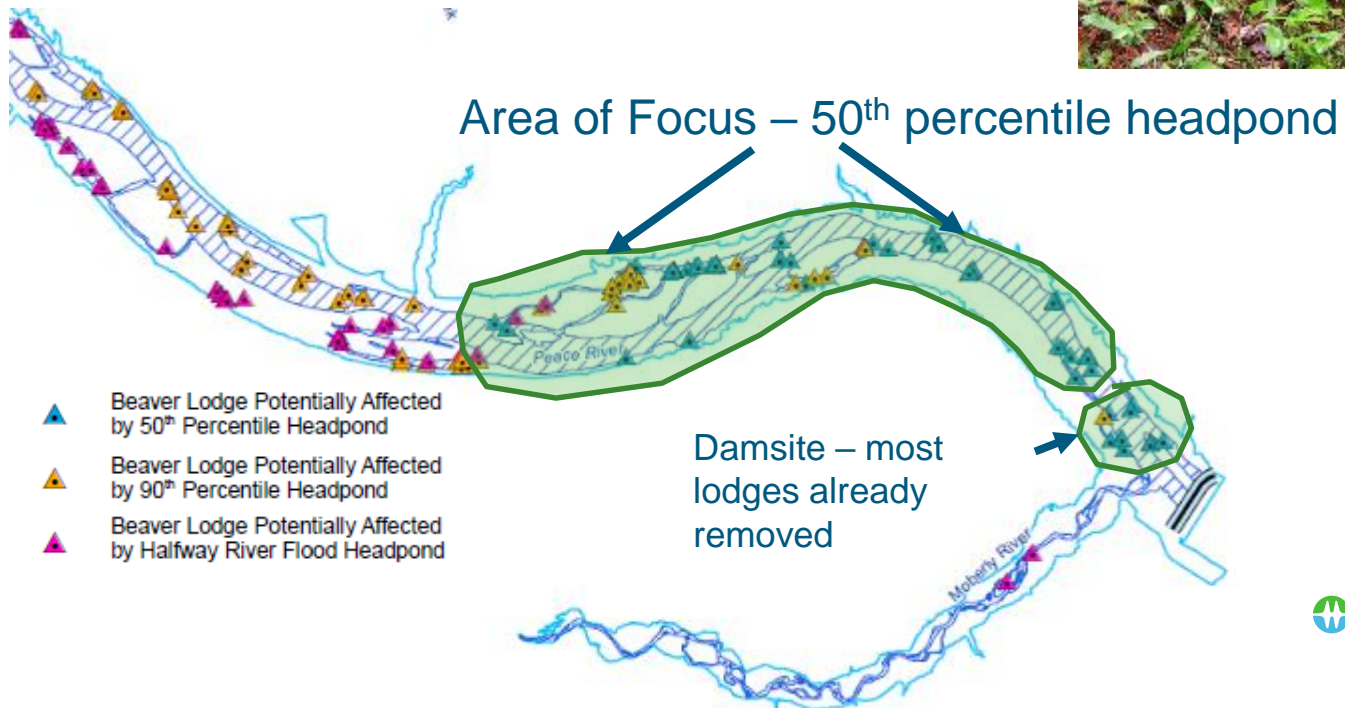 Area of Focus – 50th percentile headpond
Peace River
Beaver Lodge Potentially Affected
by 50th Percentile Headpond
Beaver Lodge Potentially Affected
by 90th Percentile Headpond
Beaver Lodge Potentially Affected
by Halfway River Flood Headpond
Damsite – most
lodges already
removed
Moberly River